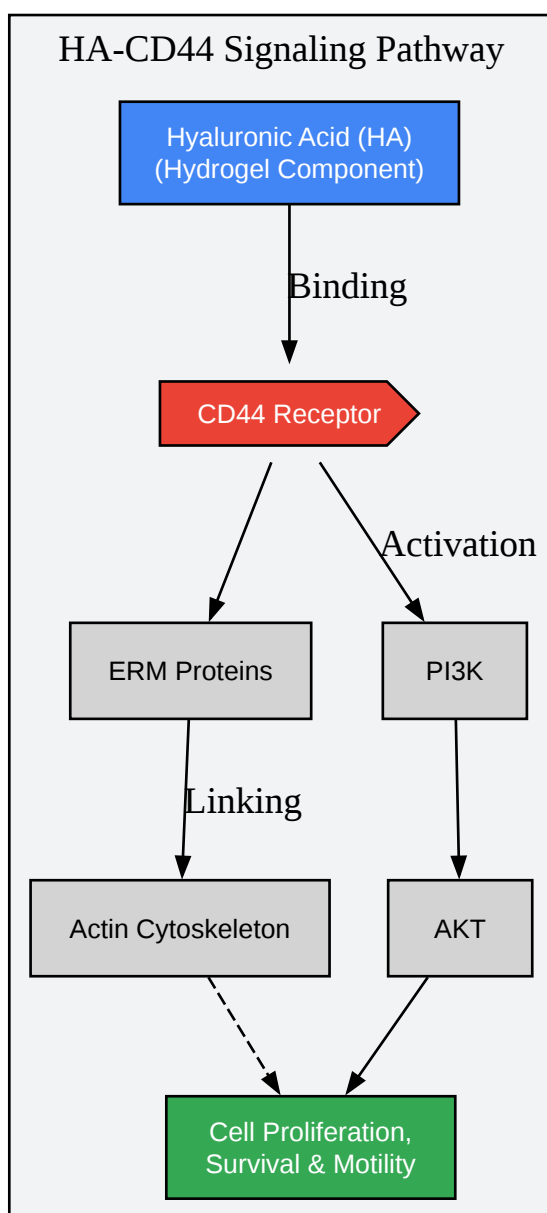 HA-CD44 Signaling Pathway
Hyaluronic Acid (HA)
(Hydrogel Component)
Binding
CD44 Receptor
Activation
ERM Proteins
PI3K
Linking
Actin Cytoskeleton
AKT
Cell Proliferation,
Survival & Motility